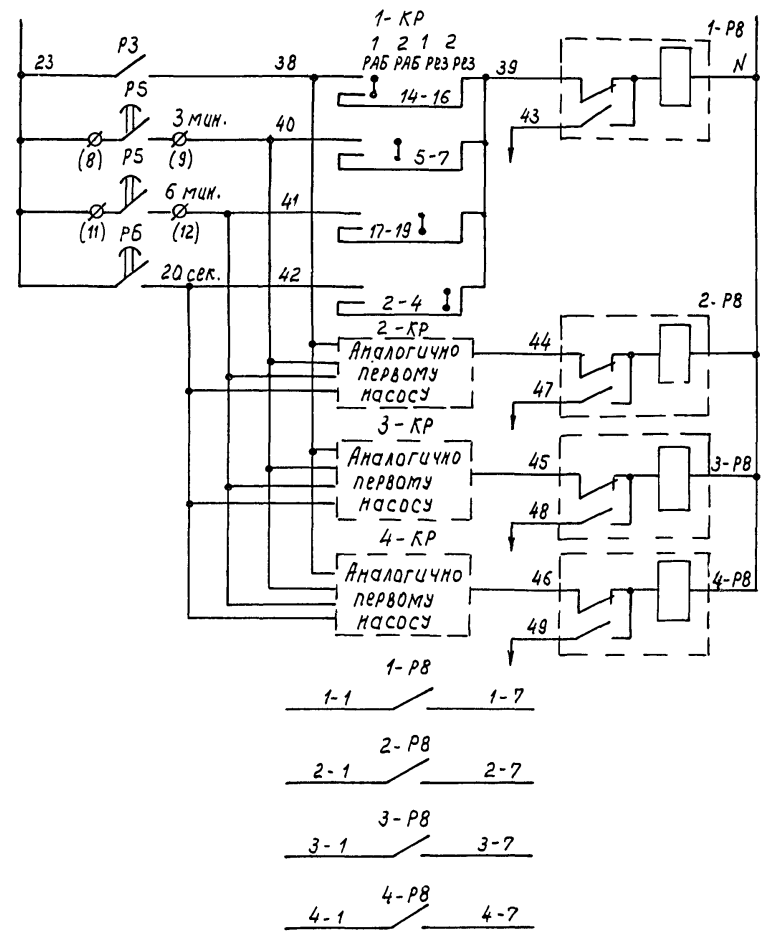 1-КР
1 2 1 2
РАБ РАБ РЕЗ РЕЗ
1-Р8
23
Р3
38
39
N
14-16
Р5
3 мин.
40
43
(8)
(9)
5-7
Р5
6 мин.
41
(11)
(12)
17-19
Р6
20 сек.
42
2-4
2-Р8
2-КР
Аналогично
первому
насосу
44
47
3-КР
Аналогично
первому
насосу
45
3-Р8
48
4-КР
Аналогично
первому
насосу
46
4-Р8
49
1-Р8
1-1
1-7
2-Р8
2-1
2-7
3-Р8
3-1
3-7
4-Р8
4-1
4-7